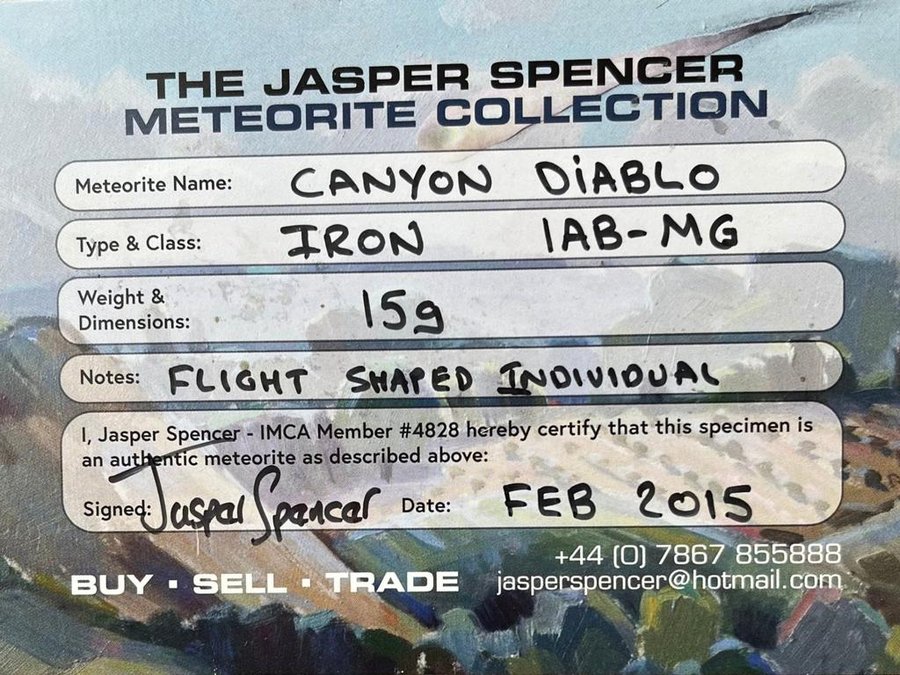 THE JASPER SPENCER
METEORITE COLLECTION
Meteorite Name: CANYON DIABLO
Type & Class: IRON IAB-MG
Weight &
Dimensions: 15g
Notes: FLIGHT SHAPED INDIVIDUAL
I, Jasper Spencer - IMCA Member #4828 hereby certify that this specimen is
an authentic meteorite as described above:
Signed: Jasper Spencer Date: FEB 2015
+44 (0) 7867 855888
BUY · SELL · TRADE jasperspencer@hotmail.com